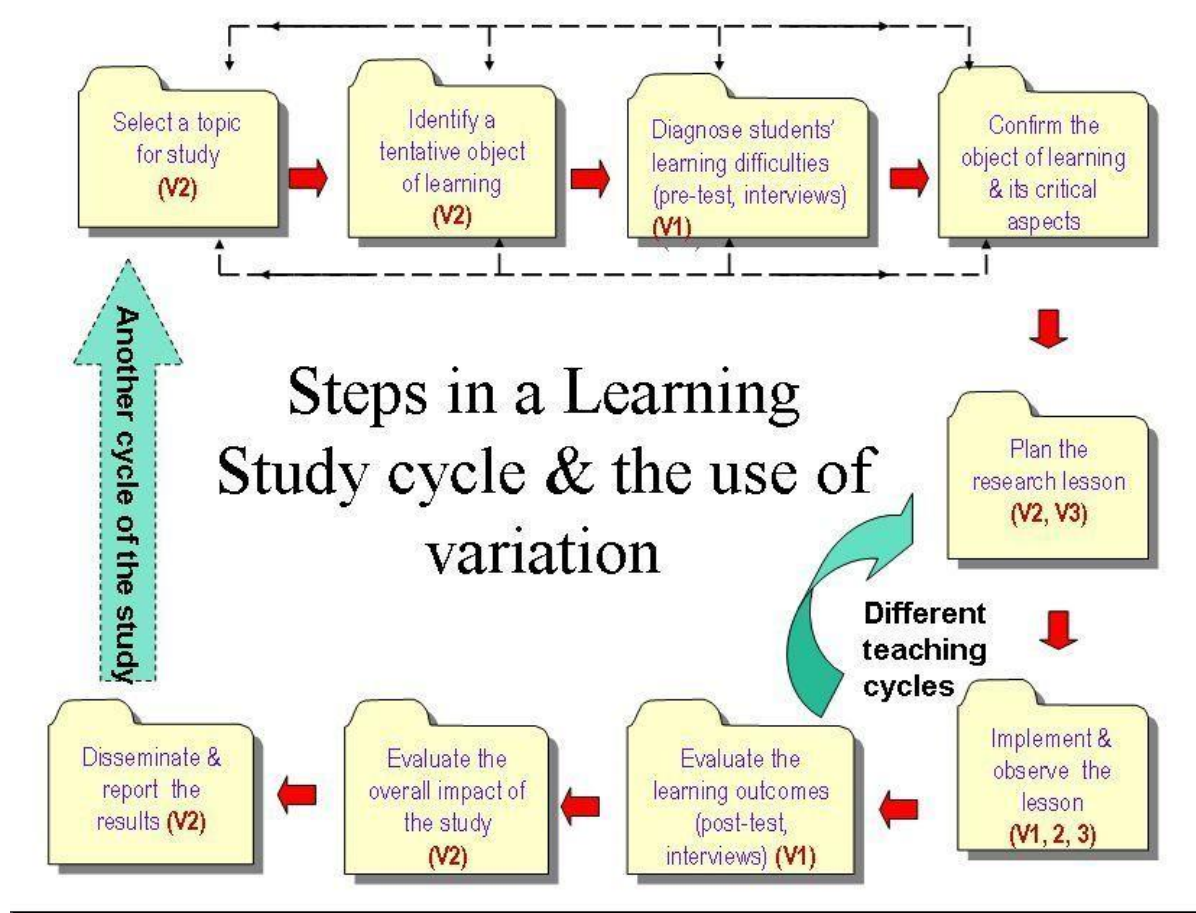 Select a topic
for study
(V2)
Identify a
tentative object
of learning
(V2)
Diagnose students'
learning difficulties
(pre-test, interviews)
(V1)
Confirm the
object of learning
& its critical
aspects
Another cycle of the study
Steps in a Learning
Study cycle & the use of
variation
Plan the
research lesson
(V2, V3)
Different
teaching
cycles
Disseminate &
report the
results (V2)
Evaluate the
overall impact of
the study
(V2)
Evaluate the
learning outcomes
(post-test,
interviews) (V1)
Implement &
observe the
lesson
(V1, 2, 3)